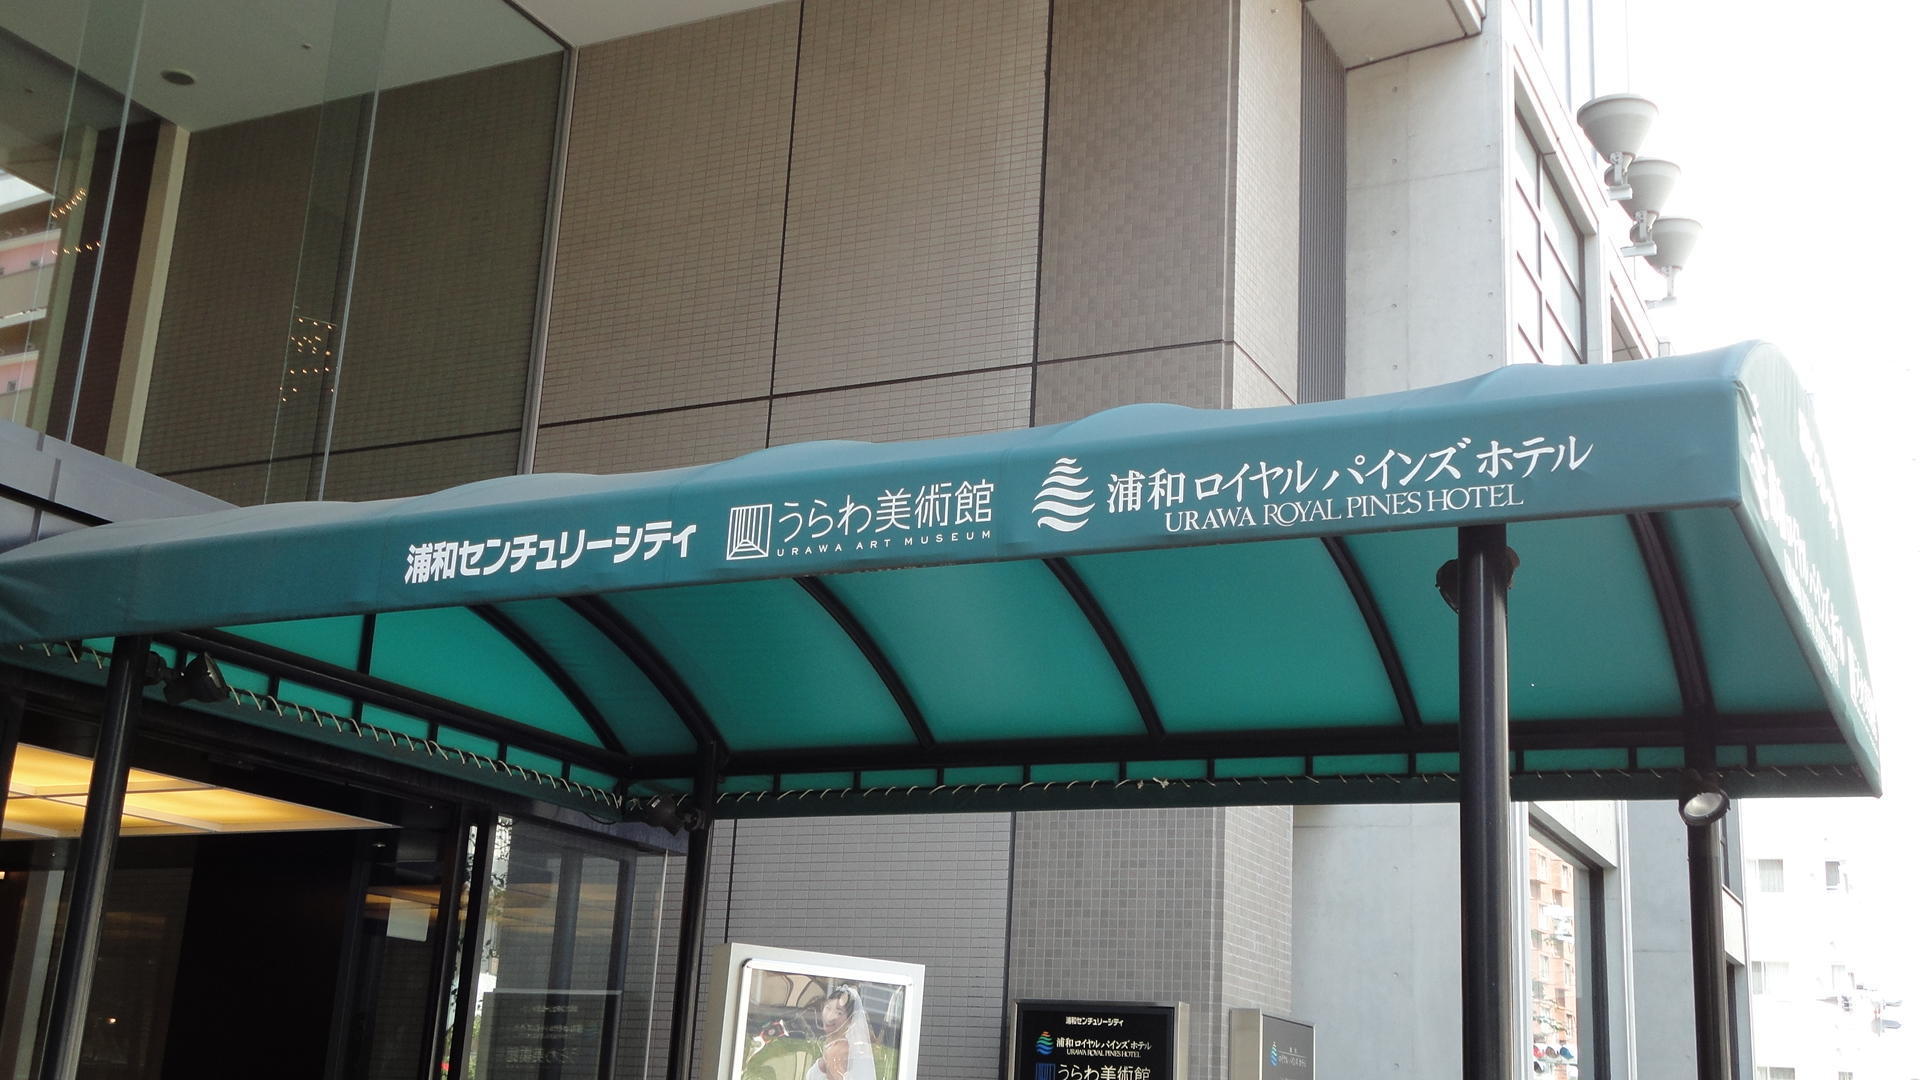 浦和センチュリーシティ
うらわ美術館
URAWA ART MUSEUM
浦和ロイヤルパインズホテル
URAWA ROYAL PINES HOTEL
浦和センチュリーシティ
浦和ロイヤルパインズホテル
URAWA ROYAL PINES HOTEL
うらわ美術館